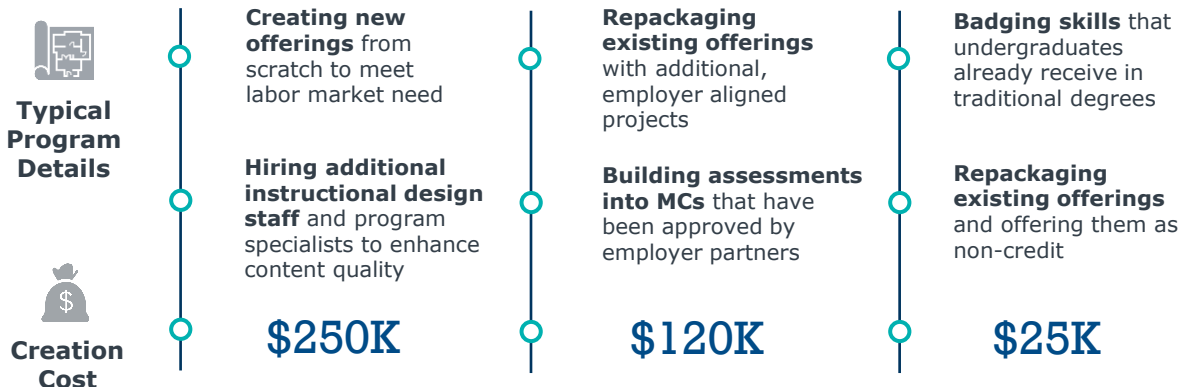 Typical
Program
Details
Creating new
offerings from
scratch to meet
labor market need
Hiring additional
instructional design
staff and program
specialists to enhance
content quality
Repackaging
existing offerings
with additional,
employer aligned
projects
Building assessments
into MCs that have
been approved by
employer partners
Badging skills that
undergraduates
already receive in
traditional degrees
Repackaging
existing offerings
and offering them as
non-credit
$
Creation
Cost
$250K
$120K
$25K